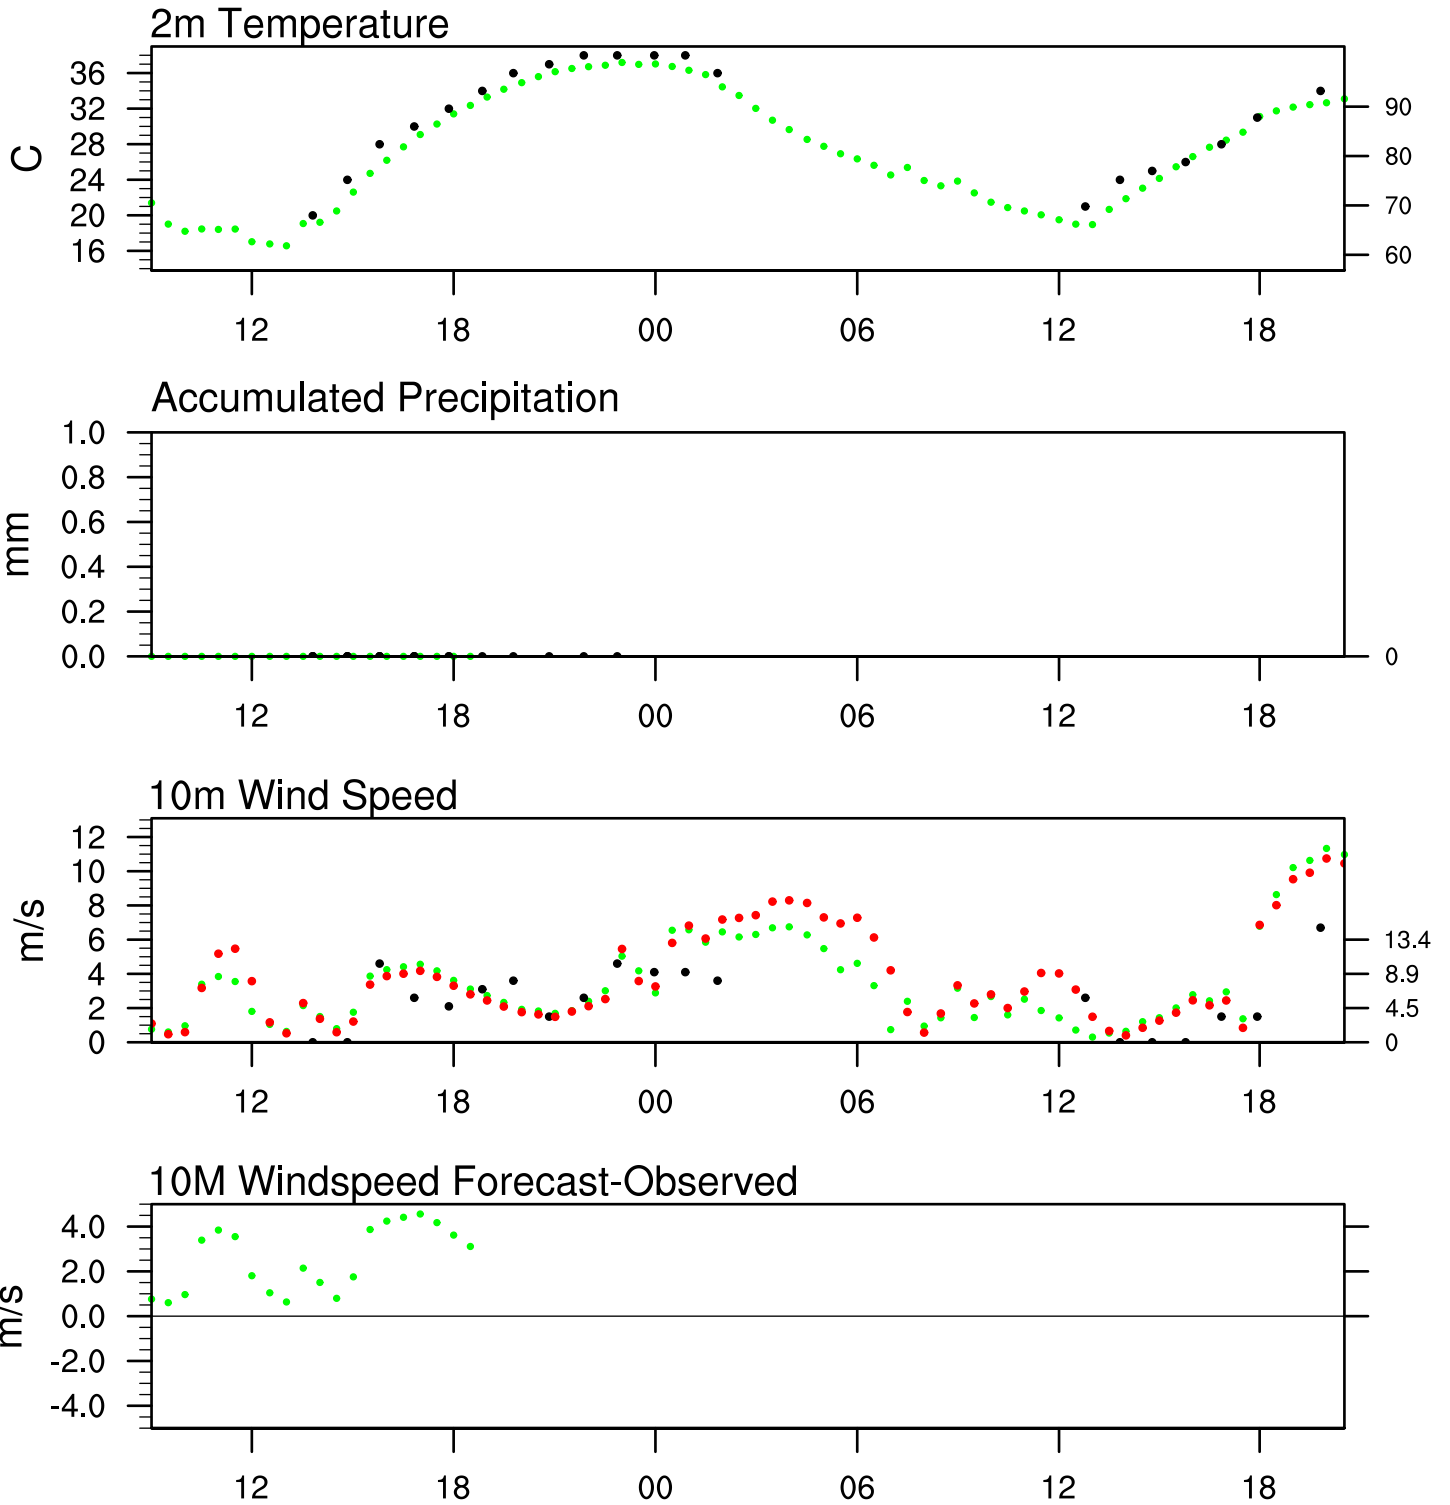 2m Temperature
36
32
28
24
20
16
C
90
80
70
60
12 18 00 06 12 18
Accumulated Precipitation
1.0
0.8
0.6
0.4
0.2
0.0
mm
0
12 18 00 06 12 18
10m Wind Speed
12
10
8
6
4
2
0
m/s
13.4
8.9
4.5
0
12 18 00 06 12 18
10M Windspeed Forecast-Observed
4.0
2.0
0.0
-2.0
-4.0
m/s
12 18 00 06 12 18